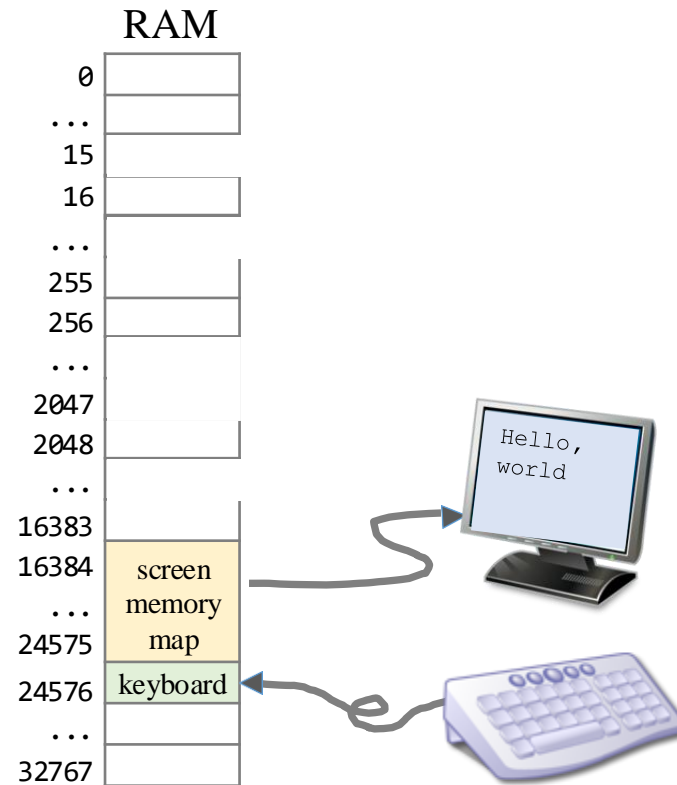 RAM
0
...
15
16
...
255
256
...
2047
2048
...
16383
16384
...
24575
24576
...
32767
screen
memory
map
keyboard
Hello,
world